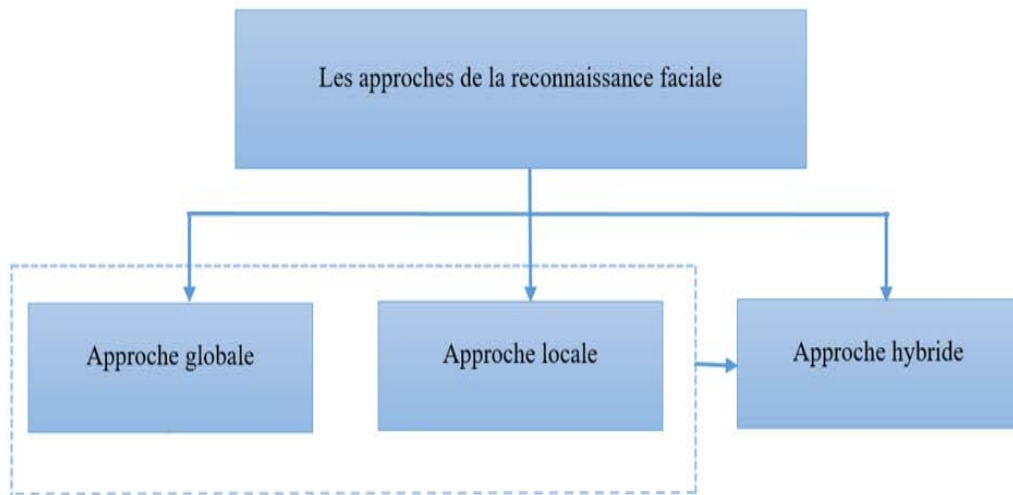 Les approches de la reconnaissance faciale
Approche globale
Approche locale
Approche hybride